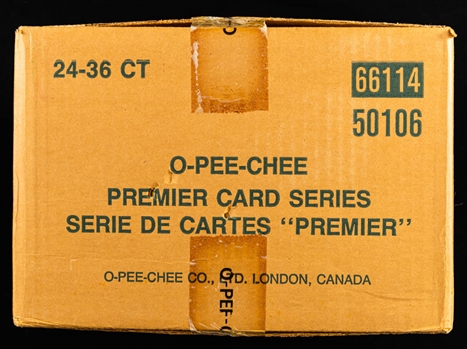 24-36 CT
66114
50106
O-PEE-CHEE
PREMIER CARD SERIES
SERIE DE CARTES "PREMIER"
O-PEE-CHEE CO., LTD. LONDON, CANADA
O-PEE-C